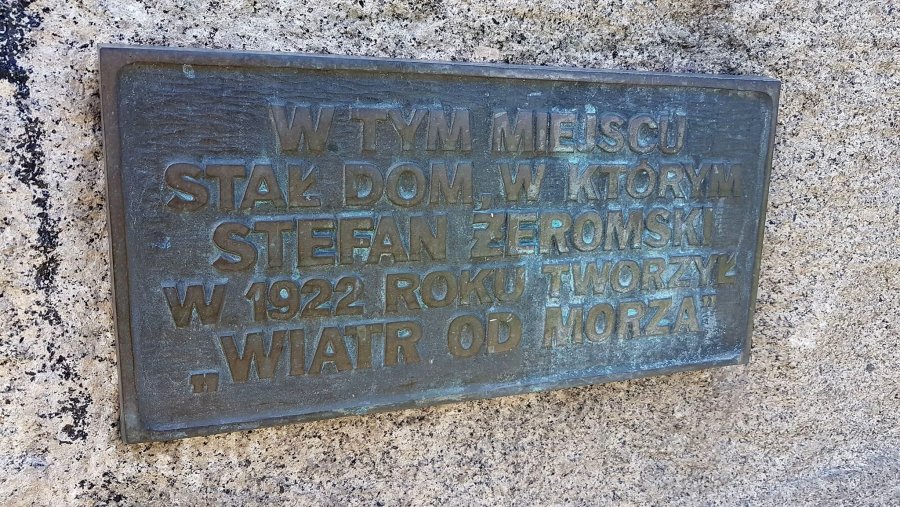 W TYM MIEJSCU
STAŁ DOM, W KTÓRYM
STEFAN ŻEROMSKI
W 1922 ROKU TWORZYŁ
„WIATR OD MORZA”